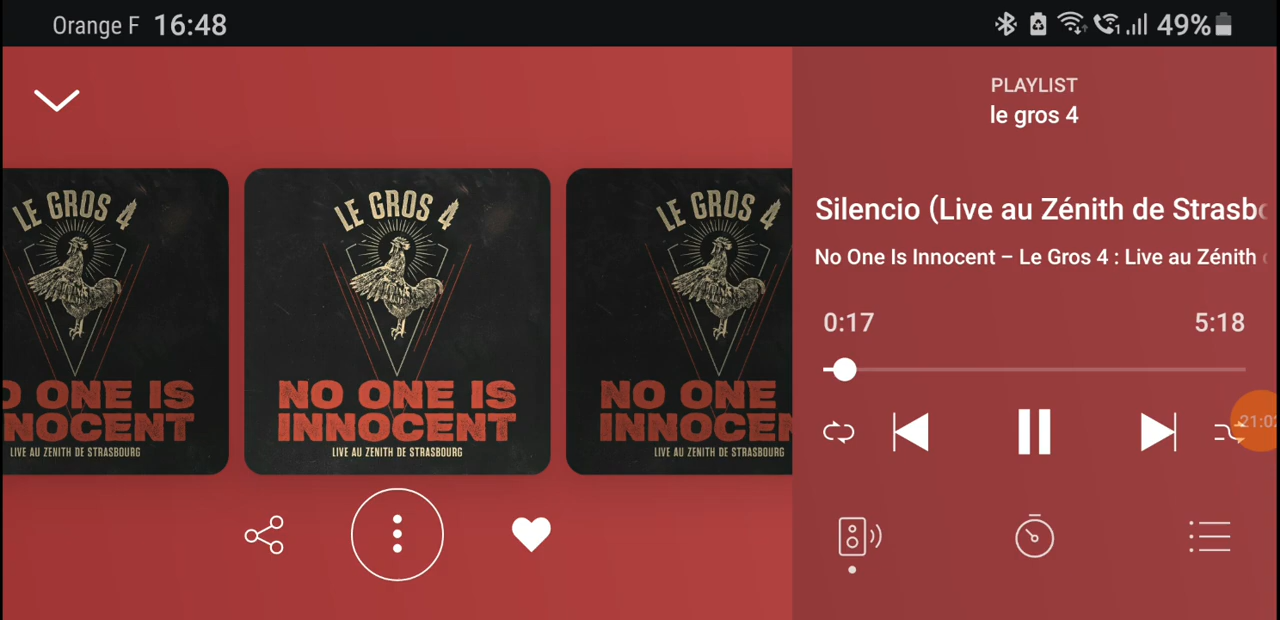 Orange F 16:48
49%
PLAYLIST
le gros 4
LE GROS 4
NO ONE IS
INNOCENT
LIVE AU ZENITH DE STRASBOURG
LE GROS 4
NO ONE IS
INNOCENT
LIVE AU ZENITH DE STRASBOURG
LE GROS 4
NO ONE
INNOCEN
LIVE AU ZENITH DE STRASBOURG
Silencio (Live au Zénith de Strasbo
No One Is Innocent – Le Gros 4 : Live au Zénith
0:17
5:18
21:02